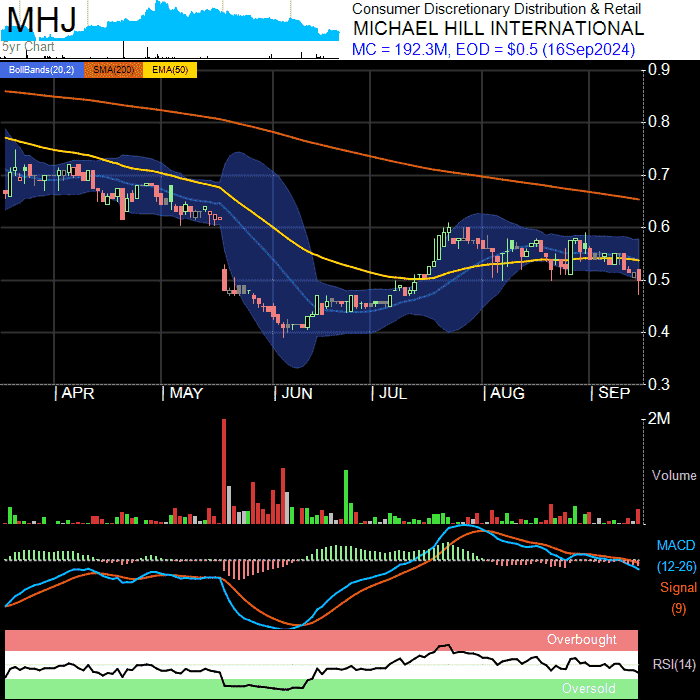 MHJ
5yr Chart
Consumer Discretionary Distribution & Retail
MICHAEL HILL INTERNATIONAL
MC = 192.3M, EOD = $0.5 (16Sep2024)
BollBands(20,2) SMA(200) EMA(50)
0.9
0.8
0.7
0.6
0.5
0.4
0.3
APR MAY JUN JUL AUG SEP
2M
Volume
MACD
(12-26)
Signal
(9)
Overbought
RSI(14)
Oversold